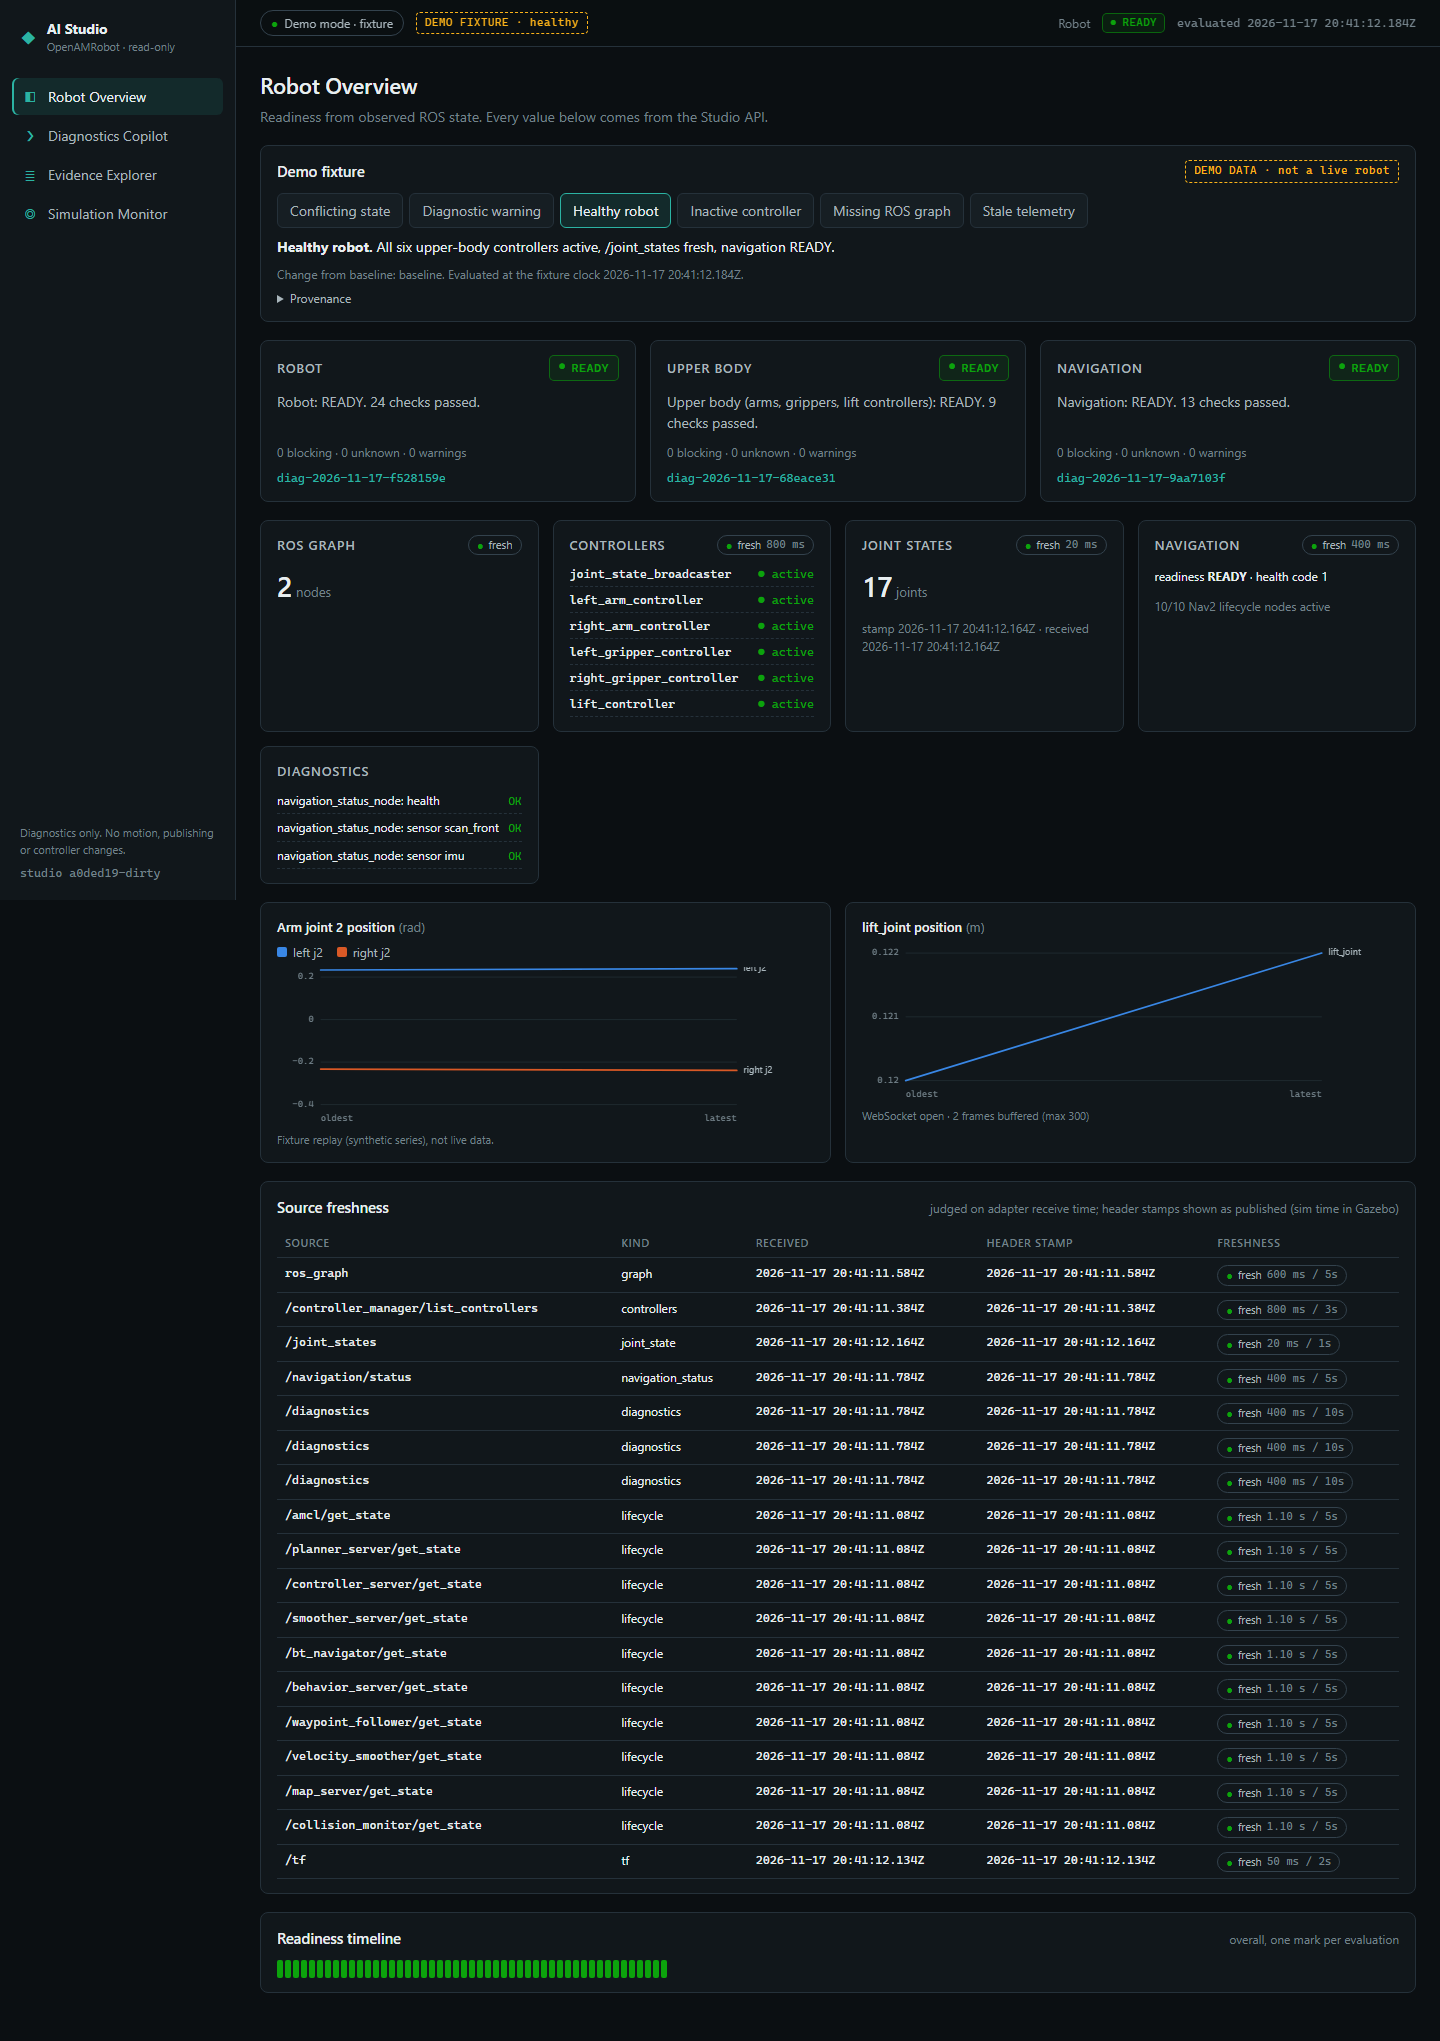 AI Studio
OpenAMRobot · read-only
Robot Overview
Diagnostics Copilot
Evidence Explorer
Simulation Monitor
Diagnostics only. No motion, publishing
or controller changes.
studio a0ded19-dirty
Demo mode · fixture
DEMO FIXTURE · healthy
Robot
READY
evaluated 2026-11-17 20:41:12.184Z
Robot Overview
Readiness from observed ROS state. Every value below comes from the Studio API.
Demo fixture
DEMO DATA · not a live robot
Conflicting state
Diagnostic warning
Healthy robot
Inactive controller
Missing ROS graph
Stale telemetry
Healthy robot. All six upper-body controllers active, /joint_states fresh, navigation READY.
Change from baseline: baseline. Evaluated at the fixture clock 2026-11-17 20:41:12.184Z.
Provenance
ROBOT
READY
Robot: READY. 24 checks passed.
0 blocking · 0 unknown · 0 warnings
diag-2026-11-17-f528159e
UPPER BODY
READY
Upper body (arms, grippers, lift controllers): READY. 9
checks passed.
0 blocking · 0 unknown · 0 warnings
diag-2026-11-17-68eace31
NAVIGATION
READY
Navigation: READY. 13 checks passed.
0 blocking · 0 unknown · 0 warnings
diag-2026-11-17-9aa7103f
ROS GRAPH
fresh
2 nodes
CONTROLLERS
fresh 800 ms
joint_state_broadcaster active
left_arm_controller active
right_arm_controller active
left_gripper_controller active
right_gripper_controller active
lift_controller active
JOINT STATES
fresh 20 ms
17 joints
stamp 2026-11-17 20:41:12.164Z · received
2026-11-17 20:41:12.164Z
NAVIGATION
fresh 400 ms
readiness READY · health code 1
10/10 Nav2 lifecycle nodes active
DIAGNOSTICS
navigation_status_node: health OK
navigation_status_node: sensor scan_front OK
navigation_status_node: sensor imu OK
Arm joint 2 position (rad)
left j2 right j2
left j2
0.2
0
-0.2
right j2
-0.4
oldest latest
Fixture replay (synthetic series), not live data.
lift_joint position (m)
0.122
lift_joint
0.121
0.12
oldest latest
WebSocket open · 2 frames buffered (max 300)
Source freshness
judged on adapter receive time; header stamps shown as published (sim time in Gazebo)
SOURCE KIND RECEIVED HEADER STAMP FRESHNESS
ros_graph graph 2026-11-17 20:41:11.584Z 2026-11-17 20:41:11.584Z fresh 600 ms / 5s
/controller_manager/list_controllers controllers 2026-11-17 20:41:11.384Z 2026-11-17 20:41:11.384Z fresh 800 ms / 3s
/joint_states joint_state 2026-11-17 20:41:12.164Z 2026-11-17 20:41:12.164Z fresh 20 ms / 1s
/navigation/status navigation_status 2026-11-17 20:41:11.784Z 2026-11-17 20:41:11.784Z fresh 400 ms / 5s
/diagnostics diagnostics 2026-11-17 20:41:11.784Z 2026-11-17 20:41:11.784Z fresh 400 ms / 10s
/diagnostics diagnostics 2026-11-17 20:41:11.784Z 2026-11-17 20:41:11.784Z fresh 400 ms / 10s
/diagnostics diagnostics 2026-11-17 20:41:11.784Z 2026-11-17 20:41:11.784Z fresh 400 ms / 10s
/amcl/get_state lifecycle 2026-11-17 20:41:11.084Z 2026-11-17 20:41:11.084Z fresh 1.10 s / 5s
/planner_server/get_state lifecycle 2026-11-17 20:41:11.084Z 2026-11-17 20:41:11.084Z fresh 1.10 s / 5s
/controller_server/get_state lifecycle 2026-11-17 20:41:11.084Z 2026-11-17 20:41:11.084Z fresh 1.10 s / 5s
/smoother_server/get_state lifecycle 2026-11-17 20:41:11.084Z 2026-11-17 20:41:11.084Z fresh 1.10 s / 5s
/bt_navigator/get_state lifecycle 2026-11-17 20:41:11.084Z 2026-11-17 20:41:11.084Z fresh 1.10 s / 5s
/behavior_server/get_state lifecycle 2026-11-17 20:41:11.084Z 2026-11-17 20:41:11.084Z fresh 1.10 s / 5s
/waypoint_follower/get_state lifecycle 2026-11-17 20:41:11.084Z 2026-11-17 20:41:11.084Z fresh 1.10 s / 5s
/velocity_smoother/get_state lifecycle 2026-11-17 20:41:11.084Z 2026-11-17 20:41:11.084Z fresh 1.10 s / 5s
/map_server/get_state lifecycle 2026-11-17 20:41:11.084Z 2026-11-17 20:41:11.084Z fresh 1.10 s / 5s
/collision_monitor/get_state lifecycle 2026-11-17 20:41:11.084Z 2026-11-17 20:41:11.084Z fresh 1.10 s / 5s
/tf tf 2026-11-17 20:41:12.134Z 2026-11-17 20:41:12.134Z fresh 50 ms / 2s
Readiness timeline
overall, one mark per evaluation